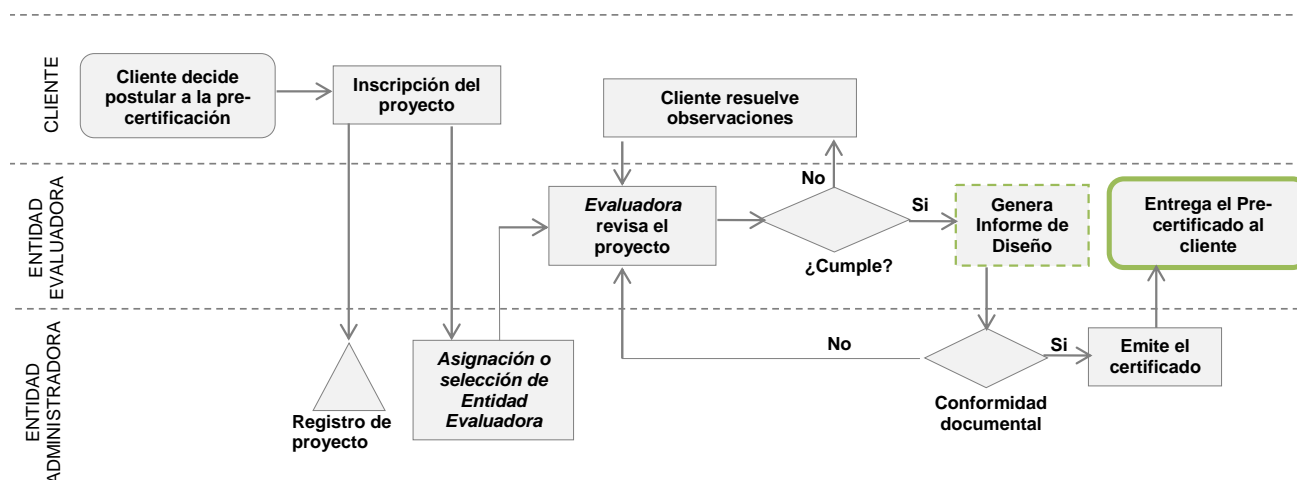 CLIENTE
Cliente decide
postular a la pre-
certificación
Inscripción del
proyecto
Cliente resuelve
observaciones
ENTIDAD
EVALUADORA
Evaluadora
revisa el
proyecto
No
¿Cumple?
Si
Genera
Informe de
Diseño
Entrega el Pre-
certificado al
cliente
ENTIDAD
ADMINISTRADORA
Registro de
proyecto
Asignación o
selección de
Entidad
Evaluadora
No
Conformidad
documental
Si
Emite el
certificado